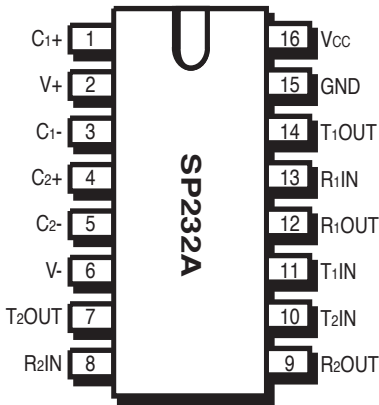 C1+ 1 16 VCC
V+ 2 15 GND
C1- 3 14 T1OUT
C2+ 4 13 R1IN
C2- 5 12 R1OUT
V- 6 11 T1IN
T2OUT 7 10 T2IN
R2IN 8 9 R2OUT
SP232A